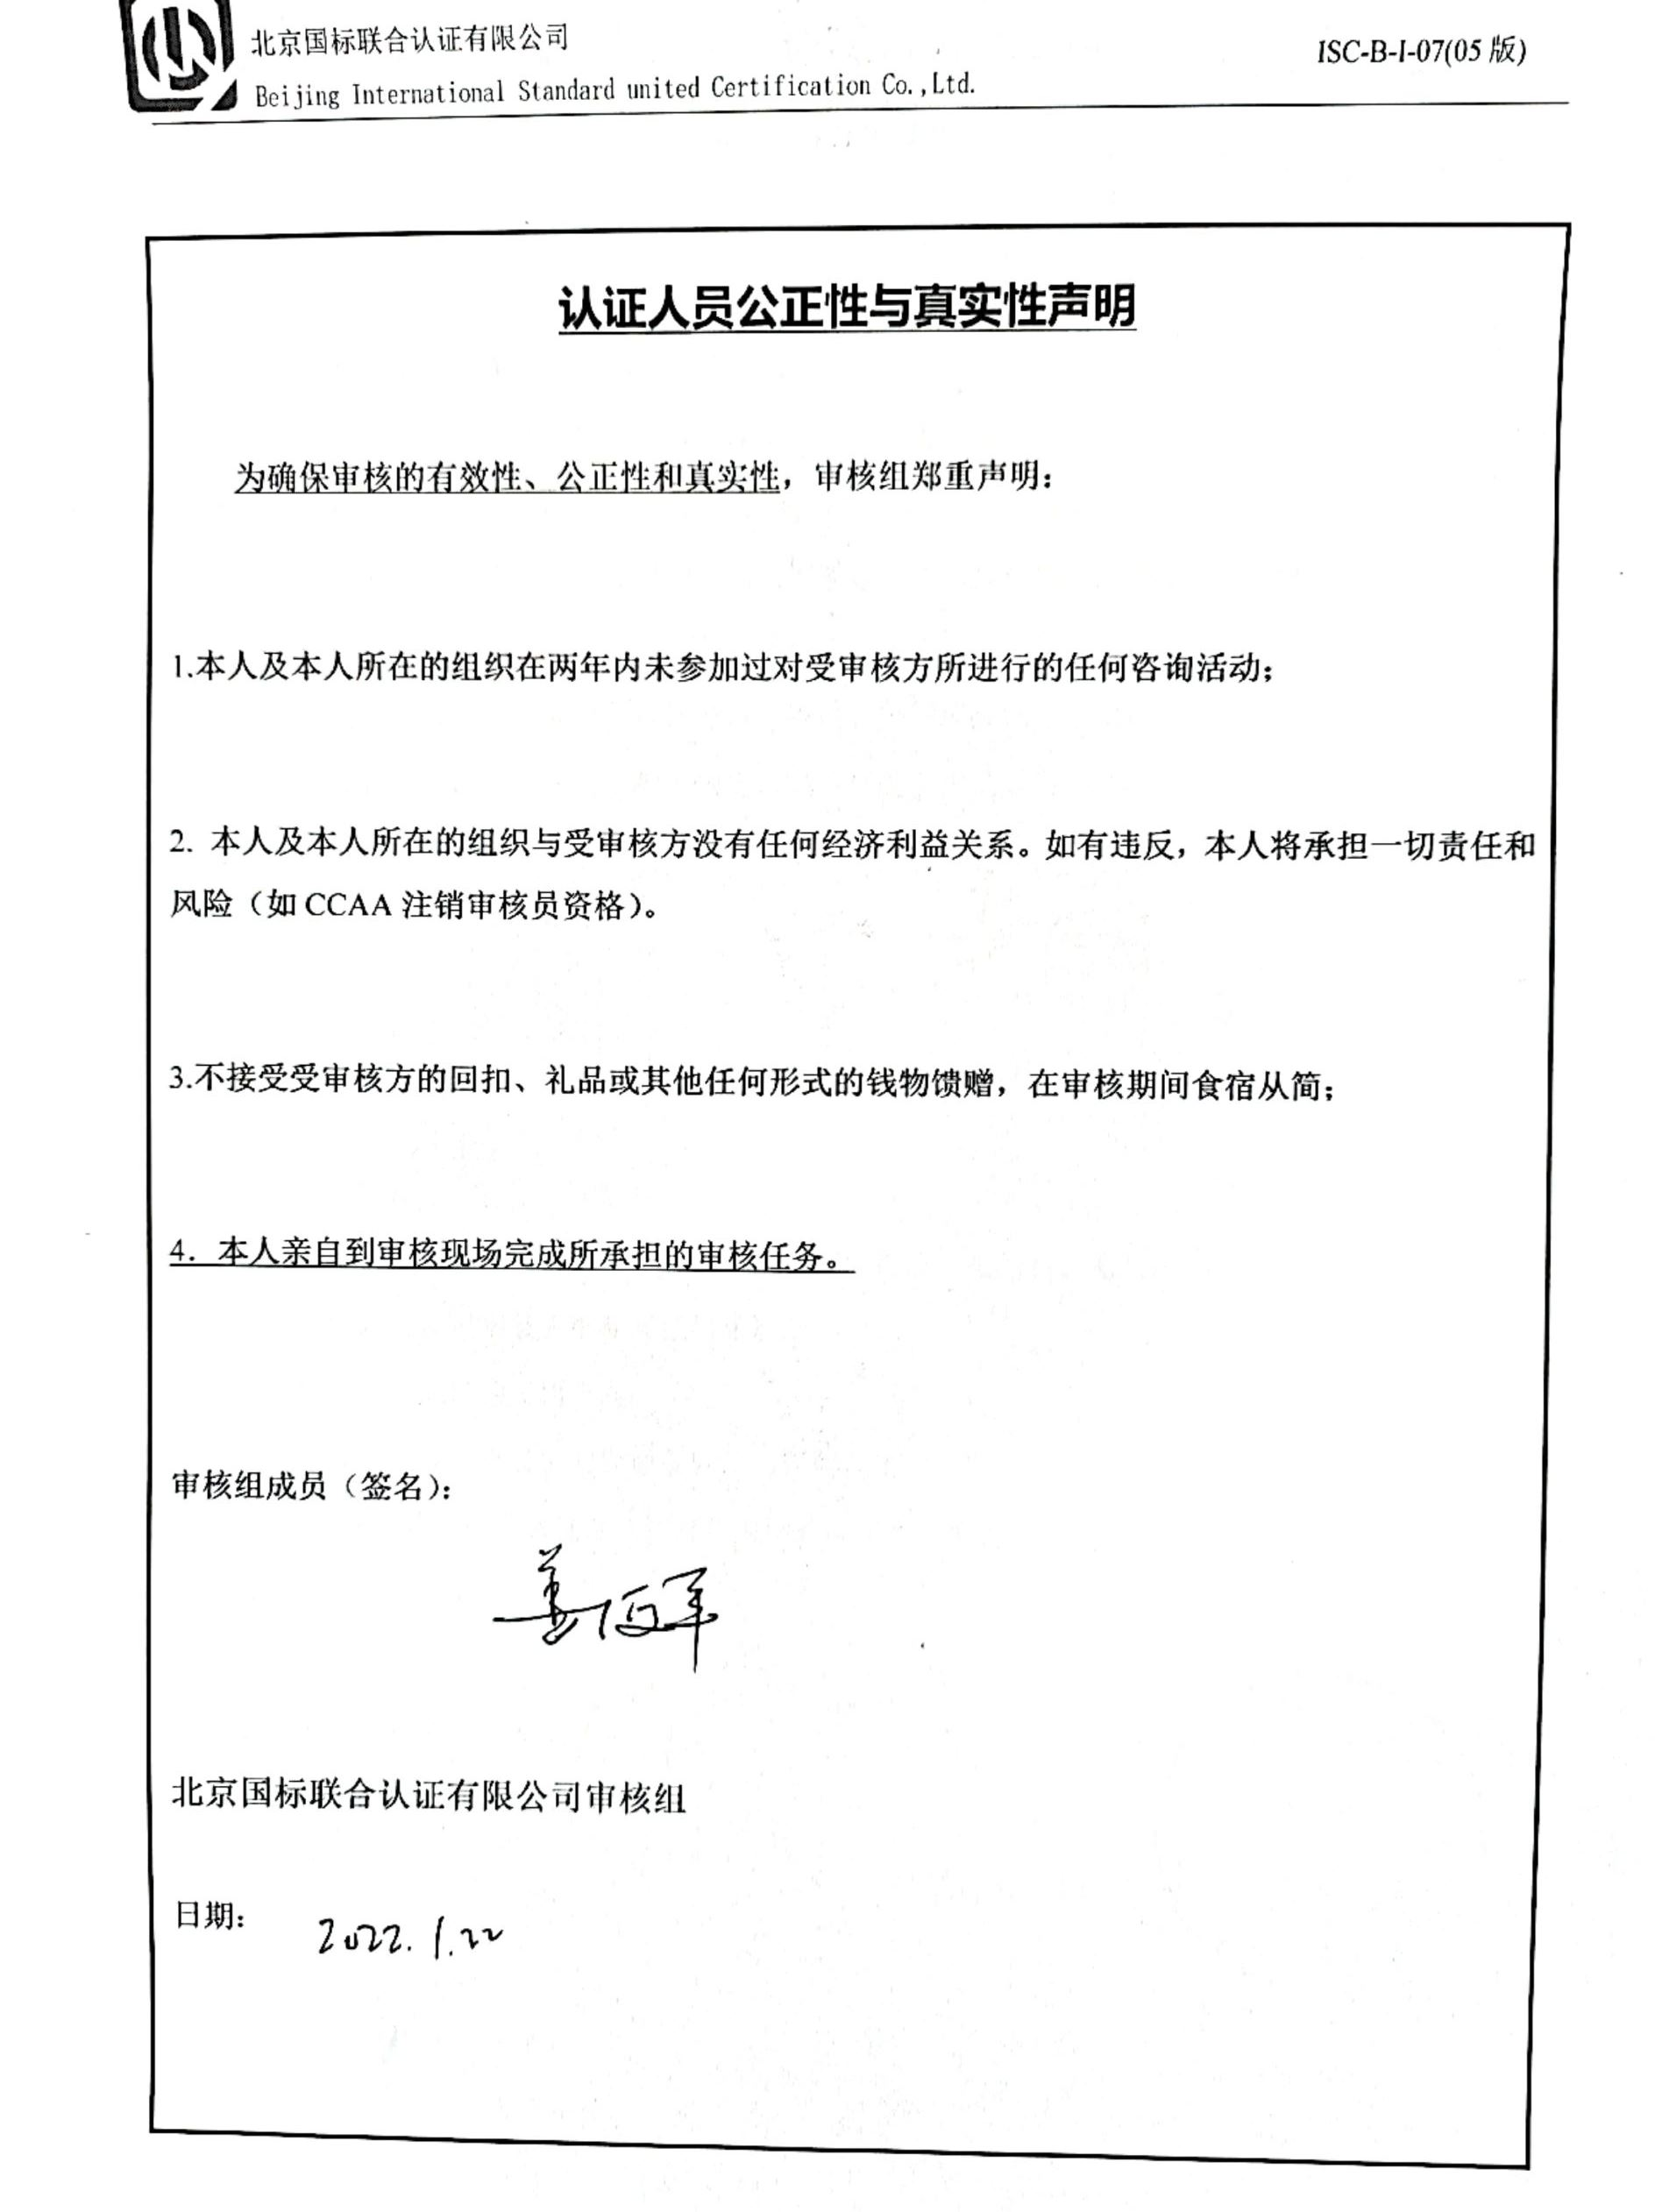 北京国标联合认证有限公司
ISC-B-I-07(05 版)
Beijing International Standard united Certification Co.,Ltd.
认证人员公正性与真实性声明
为确保审核的有效性、公正性和真实性，审核组郑重声明：
1.本人及本人所在的组织在两年内未参加过对受审核方所进行的任何咨询活动；
2. 本人及本人所在的组织与受审核方没有任何经济利益关系。如有违反，本人将承担一切责任和
风险（如 CCAA 注销审核员资格）。
3.不接受受审核方的回扣、礼品或其他任何形式的钱物馈赠，在审核期间食宿从简；
4. 本人亲自到审核现场完成所承担的审核任务。
审核组成员（签名）：
北京国标联合认证有限公司审核组
日期： 2022.1.22